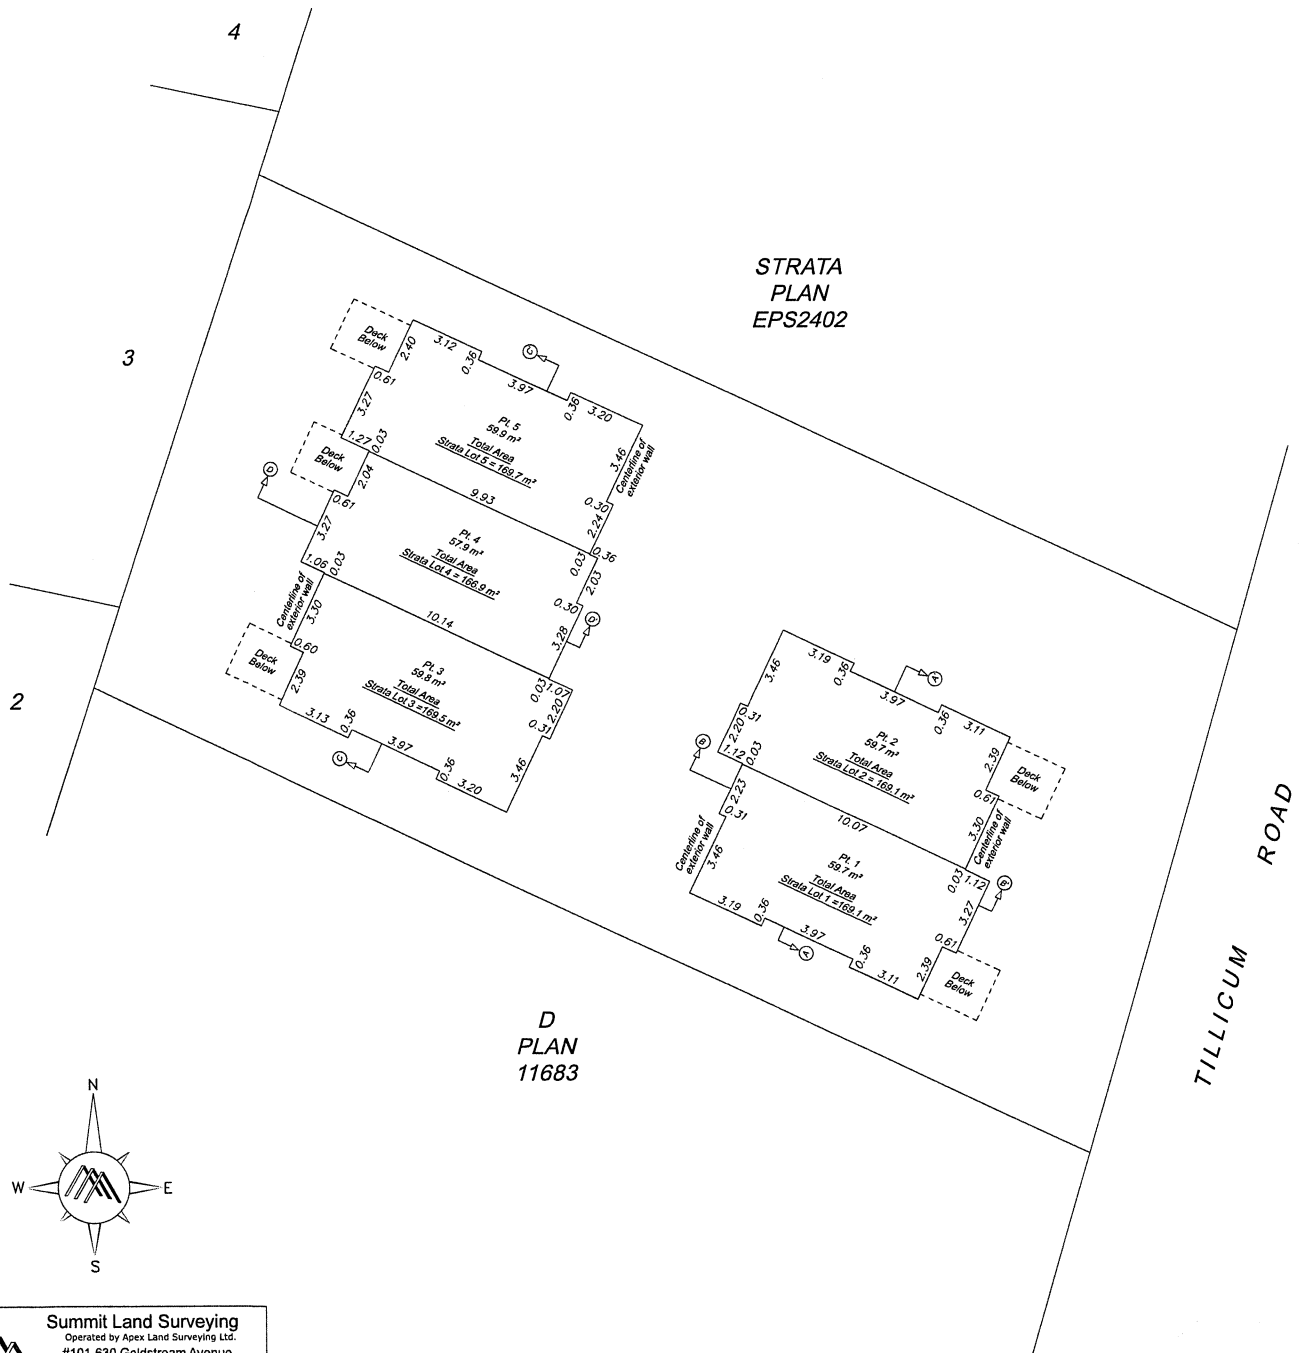 4
3
2
STRATA
PLAN
EPS2402
Deck
Below
2.40
3.12
0.36
3.97
C'
0.36
3.20
0.61
3.27
1.27
0.03
Pt. 5
59.9 m²
Total Area
Strata Lot 5 = 169.7 m²
3.46
Centerline of
exterior wall
0.30
2.24
0.36
Deck
Below
2.04
9.93
D
0.61
3.27
1.06
0.03
Pt. 4
57.9 m²
Total Area
Strata Lot 4 = 166.9 m²
0.03
2.03
0.30
3.28
D'
Centerline of
exterior wall
3.30
10.14
0.60
Deck
Below
2.39
Pt. 3
59.8 m²
Total Area
Strata Lot 3 =169.5 m²
0.03
1.07
2.20
0.31
3.13
0.36
3.97
C
0.36
3.20
3.46
3.46
3.19
0.36
3.97
A'
0.36
3.11
0.31
2.20
1.12
0.03
B
Pt. 2
59.7 m²
Total Area
Strata Lot 2 = 169.1 m²
2.39
Deck
Below
0.61
3.30
Centerline of
exterior wall
2.23
0.31
10.07
Centerline of
exterior wall
3.46
Pt. 1
59.7 m²
Total Area
Strata Lot 1 =169.1 m²
0.03
1.12
B'
3.27
0.61
3.19
0.36
3.97
A
0.36
3.11
2.39
Deck
Below
TILLICUM ROAD
D
PLAN
11683
N
W
E
S
Summit Land Surveying
Operated by Apex Land Surveying Ltd.
#101-630 Goldstream Avenue